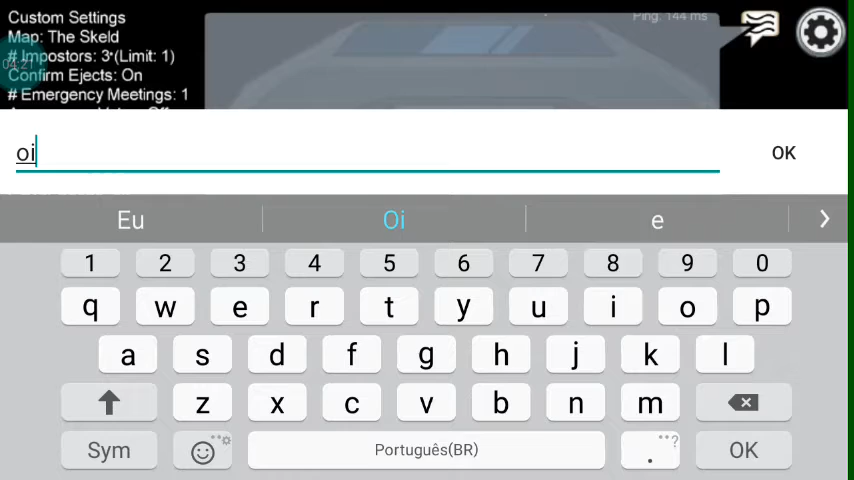 Custom Settings
Map: The Skeld
# Impostors: 3*(Limit: 1)
Confirm Ejects: On
# Emergency Meetings: 1
Ping: 144 ms
oi
OK
Eu Oi e
1 2 3 4 5 6 7 8 9 0
q w e r t y u i o p
a s d f g h j k l
z x c v b n m
Sym Português(BR) . OK